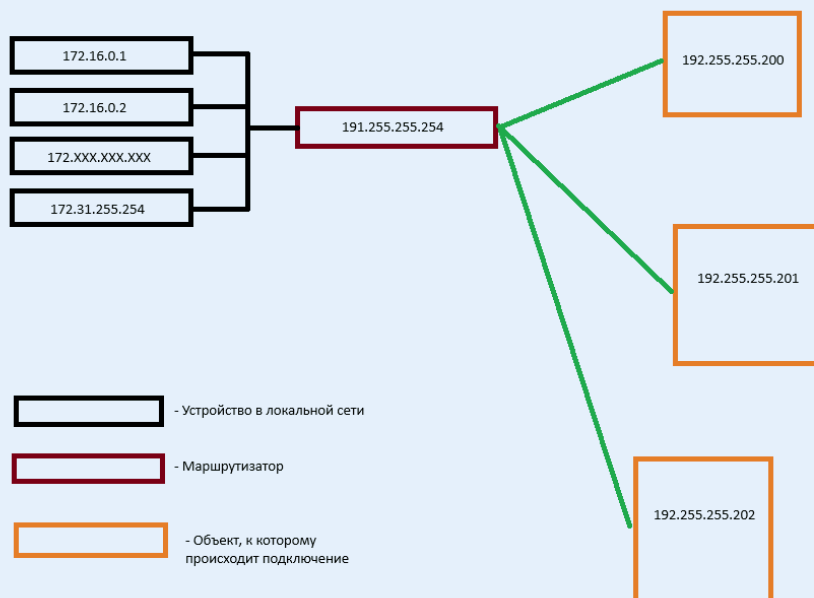 172.16.0.1
172.16.0.2
172.XXX.XXX.XXX
172.31.255.254
191.255.255.254
192.255.255.200
192.255.255.201
192.255.255.202
- Устройство в локальной сети
- Маршрутизатор
- Объект, к которому
происходит подключение